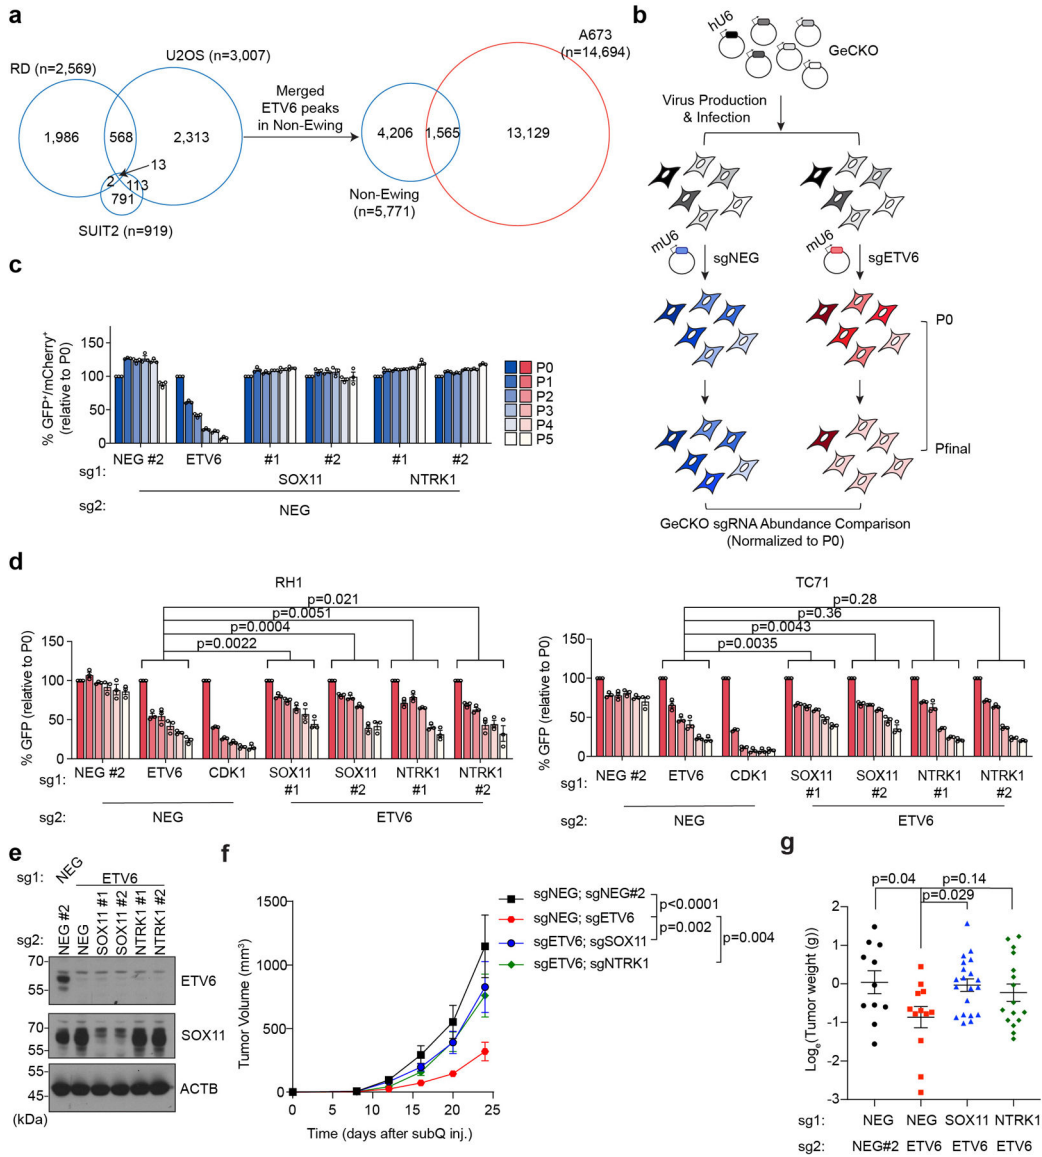 a
RD (n=2,569)
U2OS (n=3,007)
1,986
568
2,313
13
2
113
791
SUIT2 (n=919)
Merged
ETV6 peaks
in Non-Ewing
A673
(n=14,694)
4,206
1,565
13,129
Non-Ewing
(n=5,771)
b
hU6
GeCKO
Virus Production
& Infection
mU6
sgNEG
mU6
sgETV6
P0
Pfinal
GeCKO sgRNA Abundance Comparison
(Normalized to P0)
c
% GFP+/mCherry+
(relative to P0)
150
100
50
0
P0
P1
P2
P3
P4
P5
NEG #2
ETV6
#1
#2
#1
#2
sg1:
SOX11
NTRK1
sg2:
NEG
d
RH1
p=0.021
p=0.0051
p=0.0004
p=0.0022
% GFP (relative to P0)
150
100
50
0
sg1:
NEG #2
ETV6
CDK1
SOX11 #1
SOX11 #2
NTRK1 #1
NTRK1 #2
sg2:
NEG
ETV6
TC71
p=0.28
p=0.36
p=0.0043
p=0.0035
% GFP (relative to P0)
150
100
50
0
sg1:
NEG #2
ETV6
CDK1
SOX11 #1
SOX11 #2
NTRK1 #1
NTRK1 #2
sg2:
NEG
ETV6
e
sg1:
NEG
ETV6
sg2:
NEG #2
NEG
SOX11 #1
SOX11 #2
NTRK1 #1
NTRK1 #2
70
55
ETV6
70
55
SOX11
55
45
ACTB
(kDa)
f
Tumor Volume (mm3)
1500
1000
500
0
0
5
10
15
20
25
Time (days after subQ inj.)
sgNEG; sgNEG#2
sgNEG; sgETV6
sgETV6; sgSOX11
sgETV6; sgNTRK1
p<0.0001
p=0.002
p=0.004
g
p=0.04
p=0.14
p=0.029
Loge(Tumor weight (g))
2
1
0
-1
-2
-3
sg1:
NEG
NEG
SOX11
NTRK1
sg2:
NEG#2
ETV6
ETV6
ETV6